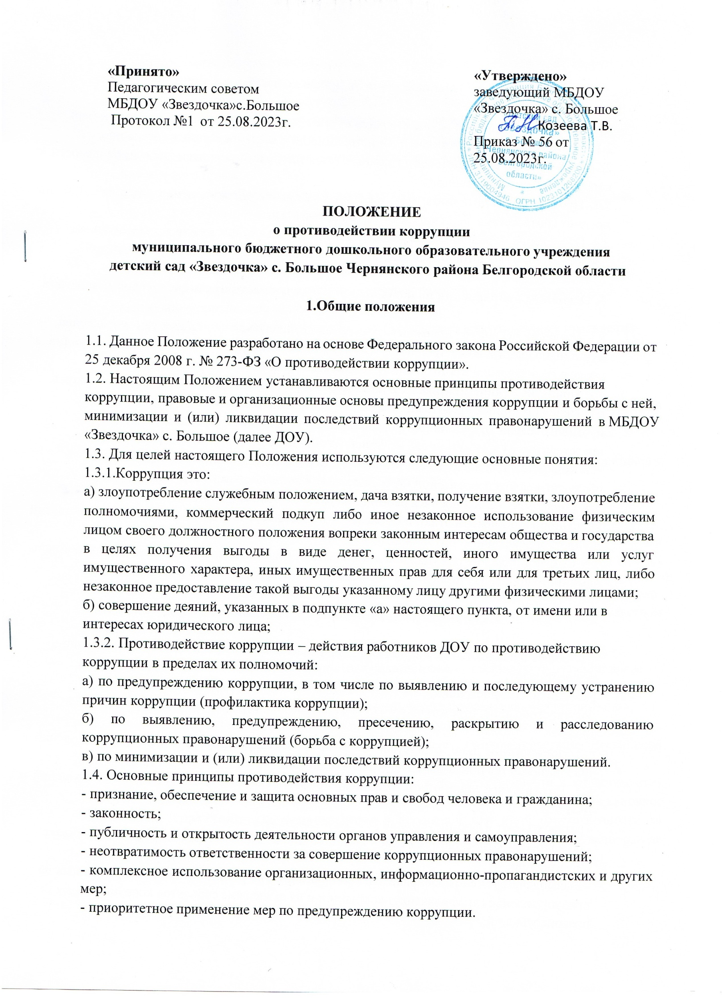 «Принято»
Педагогическим советом
МБДОУ «Звездочка»с.Большое
Протокол №1 от 25.08.2023г.
«Утверждено»
заведующий МБДОУ
«Звездочка» с. Большое
Козеева Т.В.
Приказ № 56 от
25.08.2023г.
детский сад
«Звездочка»
Чернянского района
Белгородской
области»
ИНН 3119004946 ОГРН
ПОЛОЖЕНИЕ
о противодействии коррупции
муниципального бюджетного дошкольного образовательного учреждения
детский сад «Звездочка» с. Большое Чернянского района Белгородской области
1.Общие положения
1.1. Данное Положение разработано на основе Федерального закона Российской Федерации от
25 декабря 2008 г. № 273-ФЗ «О противодействии коррупции».
1.2. Настоящим Положением устанавливаются основные принципы противодействия
коррупции, правовые и организационные основы предупреждения коррупции и борьбы с ней,
минимизации и (или) ликвидации последствий коррупционных правонарушений в МБДОУ
«Звездочка» с. Большое (далее ДОУ).
1.3. Для целей настоящего Положения используются следующие основные понятия:
1.3.1.Коррупция это:
а) злоупотребление служебным положением, дача взятки, получение взятки, злоупотребление
полномочиями, коммерческий подкуп либо иное незаконное использование физическим
лицом своего должностного положения вопреки законным интересам общества и государства
в целях получения выгоды в виде денег, ценностей, иного имущества или услуг
имущественного характера, иных имущественных прав для себя или для третьих лиц, либо
незаконное предоставление такой выгоды указанному лицу другими физическими лицами;
б) совершение деяний, указанных в подпункте «а» настоящего пункта, от имени или в
интересах юридического лица;
1.3.2. Противодействие коррупции – действия работников ДОУ по противодействию
коррупции в пределах их полномочий:
а) по предупреждению коррупции, в том числе по выявлению и последующему устранению
причин коррупции (профилактика коррупции);
б) по выявлению, предупреждению, пресечению, раскрытию и расследованию
коррупционных правонарушений (борьба с коррупцией);
в) по минимизации и (или) ликвидации последствий коррупционных правонарушений.
1.4. Основные принципы противодействия коррупции:
- признание, обеспечение и защита основных прав и свобод человека и гражданина;
- законность;
- публичность и открытость деятельности органов управления и самоуправления;
- неотвратимость ответственности за совершение коррупционных правонарушений;
- комплексное использование организационных, информационно-пропагандистских и других
мер;
- приоритетное применение мер по предупреждению коррупции.